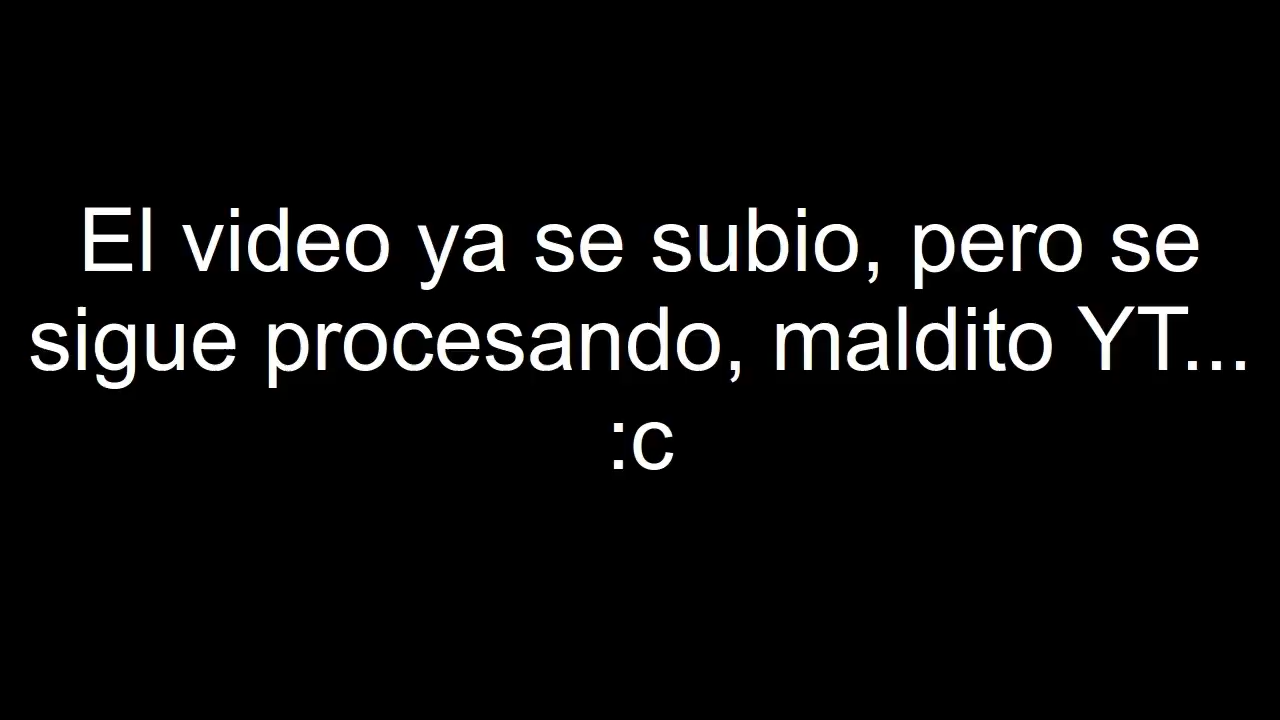 El video ya se subio, pero se
sigue procesando, maldito YT...
:c